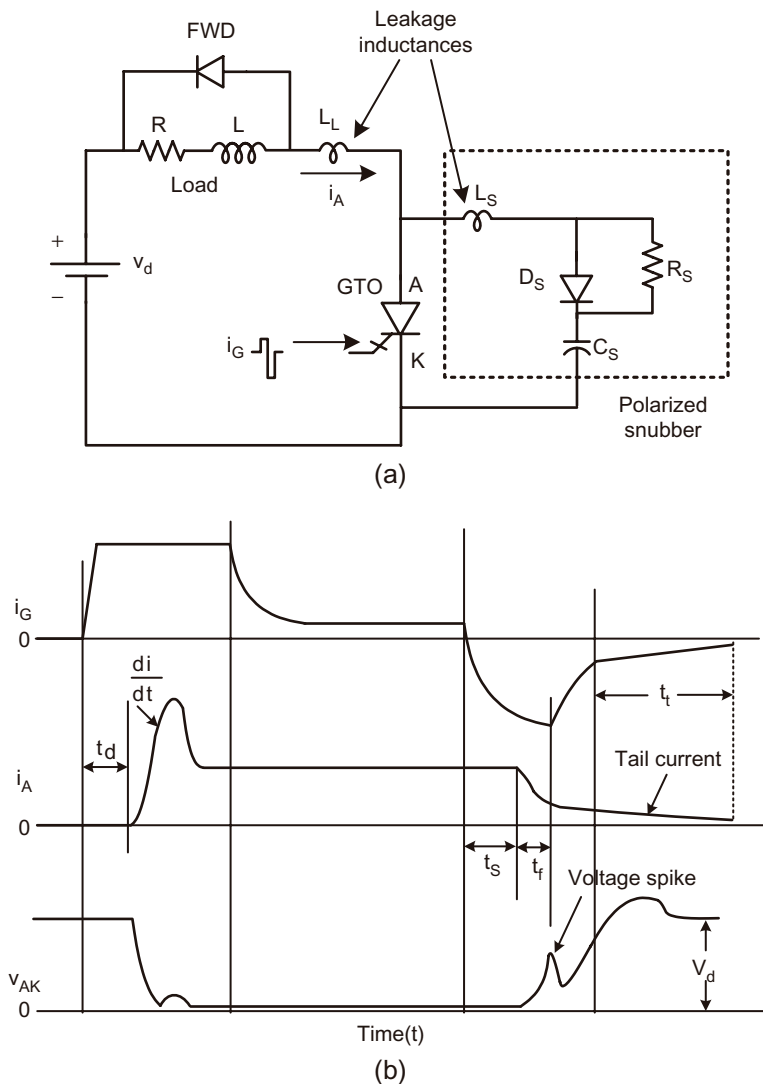 FWD
Leakage
inductances
R
L
L_L
Load
i_A
L_S
+
v_d
−
GTO
A
D_S
R_S
i_G
K
C_S
Polarized
snubber
(a)
i_G
0
di
dt
t_t
t_d
i_A
Tail current
0
t_S
t_f
Voltage spike
v_AK
V_d
0
Time(t)
(b)